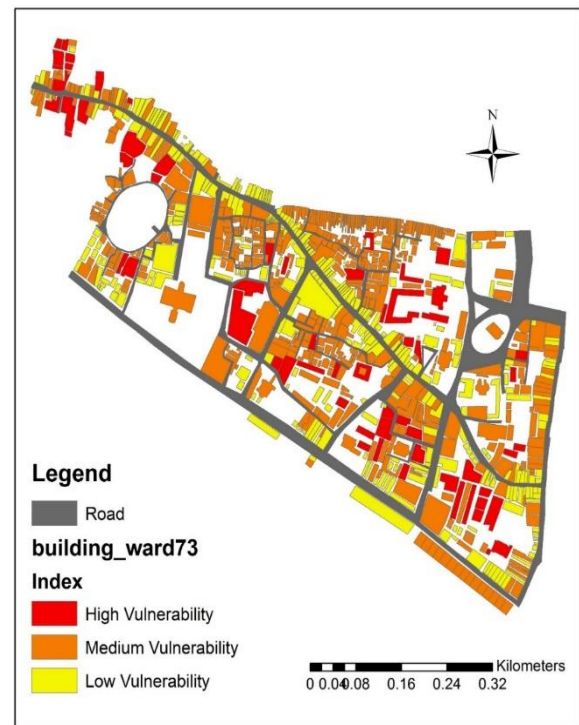 N
Legend
Road
building_ward73
Index
High Vulnerability
Medium Vulnerability
Low Vulnerability
Kilometers
0 0.040.08 0.16 0.24 0.32